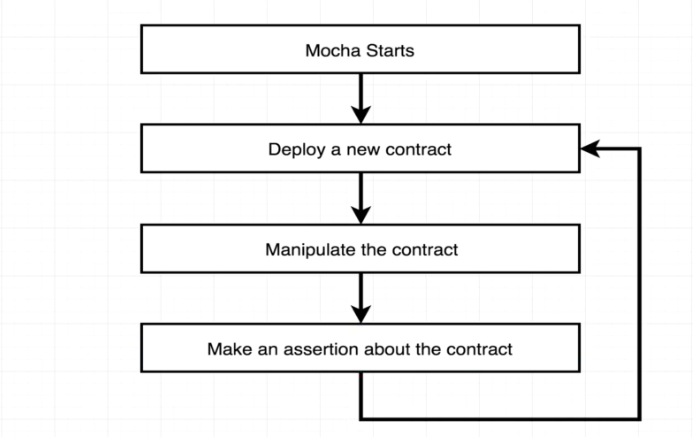 Mocha Starts
Deploy a new contract
Manipulate the contract
Make an assertion about the contract